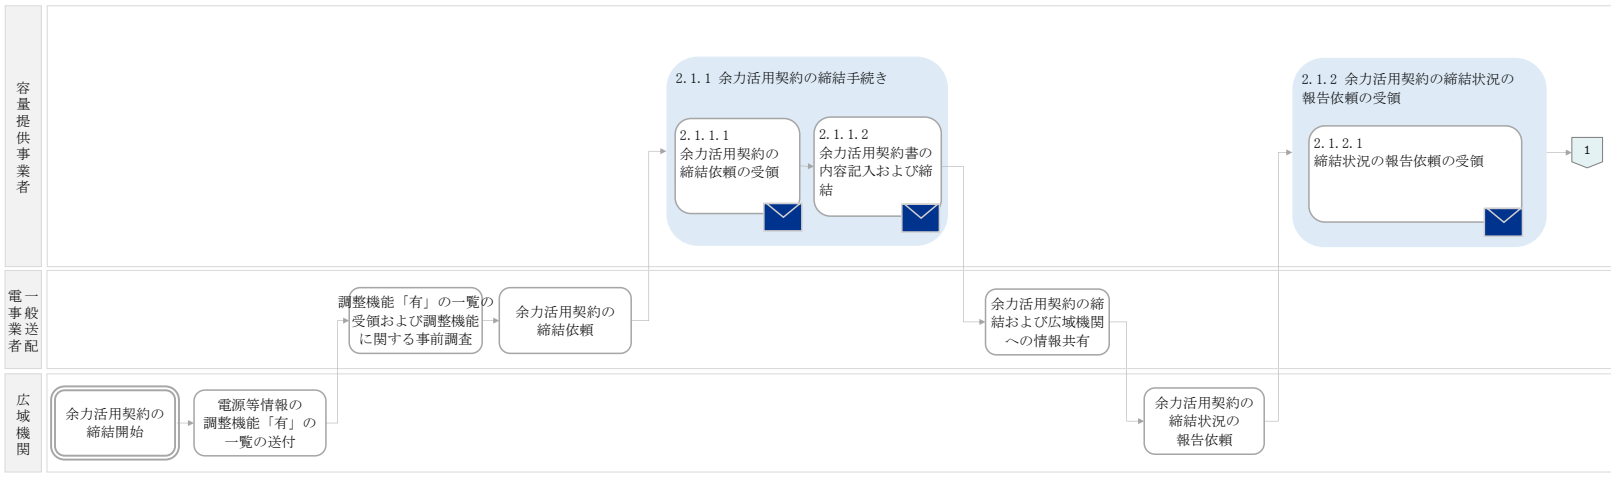 容量提供事業者
2.1.1 余力活用契約の締結手続き
2.1.1.1
余力活用契約の
締結依頼の受領
2.1.1.2
余力活用契約書の
内容記入および締
結
2.1.2 余力活用契約の締結状況の
報告依頼の受領
2.1.2.1
締結状況の報告依頼の受領
1
一般送配
電事業者
調整機能「有」の一覧の
受領および調整機能
に関する事前調査
余力活用契約の
締結依頼
余力活用契約の締
結および広域機関
への情報共有
広域機関
余力活用契約の
締結開始
電源等情報の
調整機能「有」の
一覧の送付
余力活用契約の
締結状況の
報告依頼